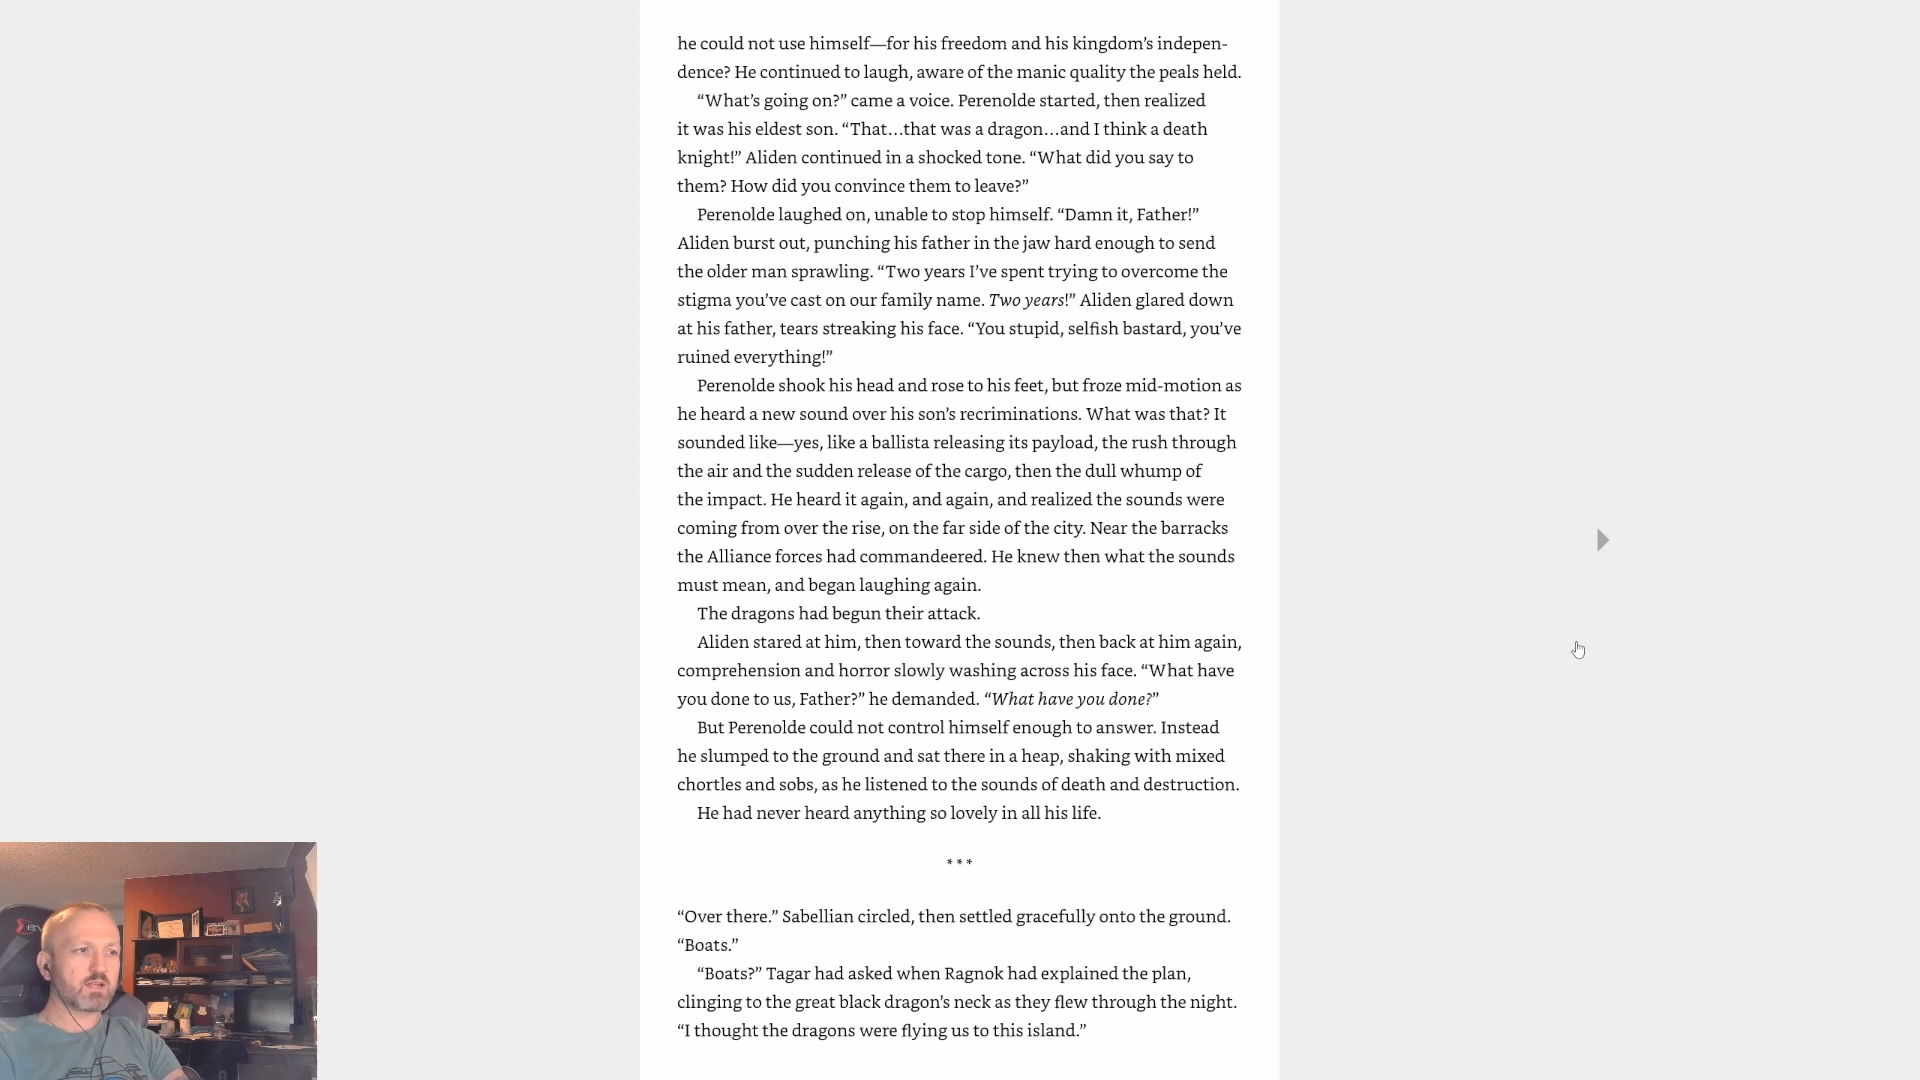 he could not use himself—for his freedom and his kingdom’s indepen-
dence? He continued to laugh, aware of the manic quality the peals held.
“What’s going on?” came a voice. Perenolde started, then realized
it was his eldest son. “That…that was a dragon…and I think a death
knight!” Aliden continued in a shocked tone. “What did you say to
them? How did you convince them to leave?”
Perenolde laughed on, unable to stop himself. “Damn it, Father!”
Aliden burst out, punching his father in the jaw hard enough to send
the older man sprawling. “Two years I’ve spent trying to overcome the
stigma you’ve cast on our family name. Two years!” Aliden glared down
at his father, tears streaking his face. “You stupid, selfish bastard, you’ve
ruined everything!”
Perenolde shook his head and rose to his feet, but froze mid-motion as
he heard a new sound over his son’s recriminations. What was that? It
sounded like—yes, like a ballista releasing its payload, the rush through
the air and the sudden release of the cargo, then the dull whump of
the impact. He heard it again, and again, and realized the sounds were
coming from over the rise, on the far side of the city. Near the barracks
the Alliance forces had commandeered. He knew then what the sounds
must mean, and began laughing again.
The dragons had begun their attack.
Aliden stared at him, then toward the sounds, then back at him again,
comprehension and horror slowly washing across his face. “What have
you done to us, Father?” he demanded. “What have you done?”
But Perenolde could not control himself enough to answer. Instead
he slumped to the ground and sat there in a heap, shaking with mixed
chortles and sobs, as he listened to the sounds of death and destruction.
He had never heard anything so lovely in all his life.
***
“Over there.” Sabellian circled, then settled gracefully onto the ground.
“Boats.”
“Boats?” Tagar had asked when Ragnok had explained the plan,
clinging to the great black dragon’s neck as they flew through the night.
“I thought the dragons were flying us to this island.”